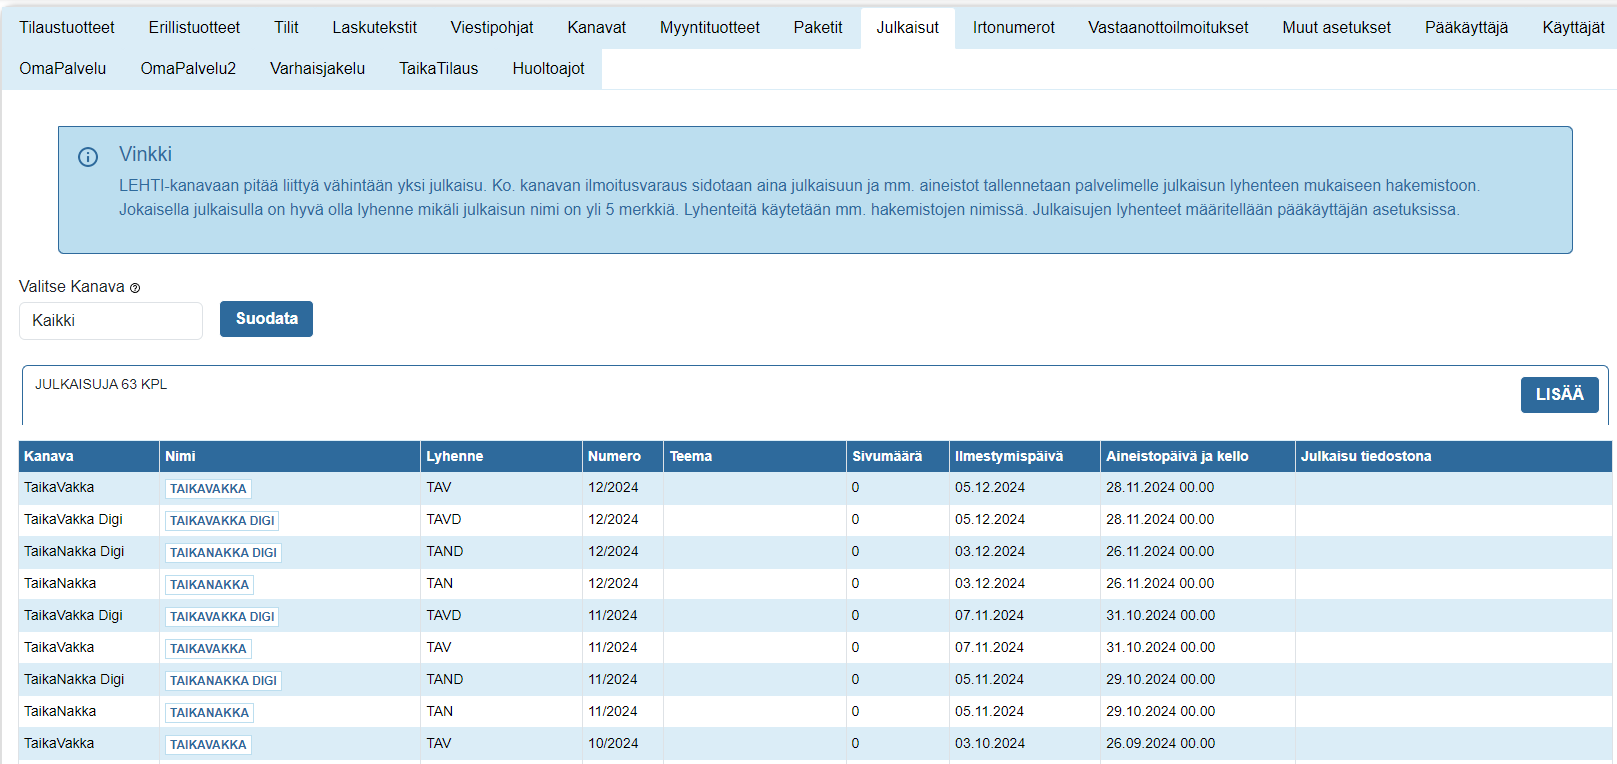 Tilaustuotteet Erillistuotteet Tilit Laskutekstit Viestipohjat Kanavat Myyntituotteet Paketit Julkaisut Irtonumerot Vastaanottoilmoitukset Muut asetukset Pääkäyttäjä Käyttäjät
OmaPalvelu OmaPalvelu2 Varhaisjakelu TaikaTilaus Huoltoajot
Vinkki
LEHTI-kanavaan pitää liittyä vähintään yksi julkaisu. Ko. kanavan ilmoitusvaraus sidotaan aina julkaisuun ja mm. aineistot tallennetaan palvelimelle julkaisun lyhenteen mukaiseen hakemistoon.
Jokaisella julkaisulla on hyvä olla lyhenne mikäli julkaisun nimi on yli 5 merkkiä. Lyhenteitä käytetään mm. hakemistojen nimissä. Julkaisujen lyhenteet määritellään pääkäyttäjän asetuksissa.
Valitse Kanava
Kaikki Suodata
JULKAISUJA 63 KPL
LISÄÄ
Kanava Nimi Lyhenne Numero Teema Sivumäärä Ilmestymispäivä Aineistopäivä ja kello Julkaisu tiedostona
TaikaVakka TAIKAVAKKA TAV 12/2024 0 05.12.2024 28.11.2024 00.00
TaikaVakka Digi TAIKAVAKKA DIGI TAVD 12/2024 0 05.12.2024 28.11.2024 00.00
TaikaNakka Digi TAIKANAKKA DIGI TAND 12/2024 0 03.12.2024 26.11.2024 00.00
TaikaNakka TAIKANAKKA TAN 12/2024 0 03.12.2024 26.11.2024 00.00
TaikaVakka Digi TAIKAVAKKA DIGI TAVD 11/2024 0 07.11.2024 31.10.2024 00.00
TaikaVakka TAIKAVAKKA TAV 11/2024 0 07.11.2024 31.10.2024 00.00
TaikaNakka Digi TAIKANAKKA DIGI TAND 11/2024 0 05.11.2024 29.10.2024 00.00
TaikaNakka TAIKANAKKA TAN 11/2024 0 05.11.2024 29.10.2024 00.00
TaikaVakka TAIKAVAKKA TAV 10/2024 0 03.10.2024 26.09.2024 00.00